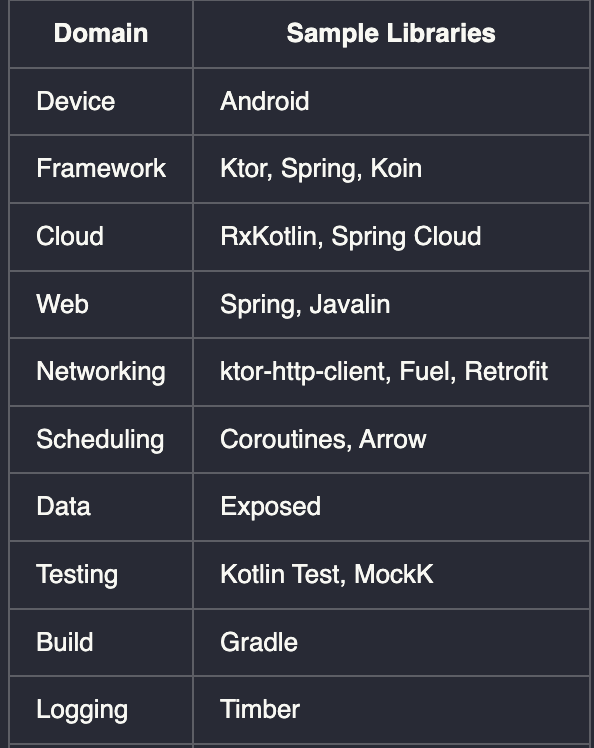 Domain Sample Libraries
Device Android
Framework Ktor, Spring, Koin
Cloud RxKotlin, Spring Cloud
Web Spring, Javalin
Networking ktor-http-client, Fuel, Retrofit
Scheduling Coroutines, Arrow
Data Exposed
Testing Kotlin Test, MockK
Build Gradle
Logging Timber